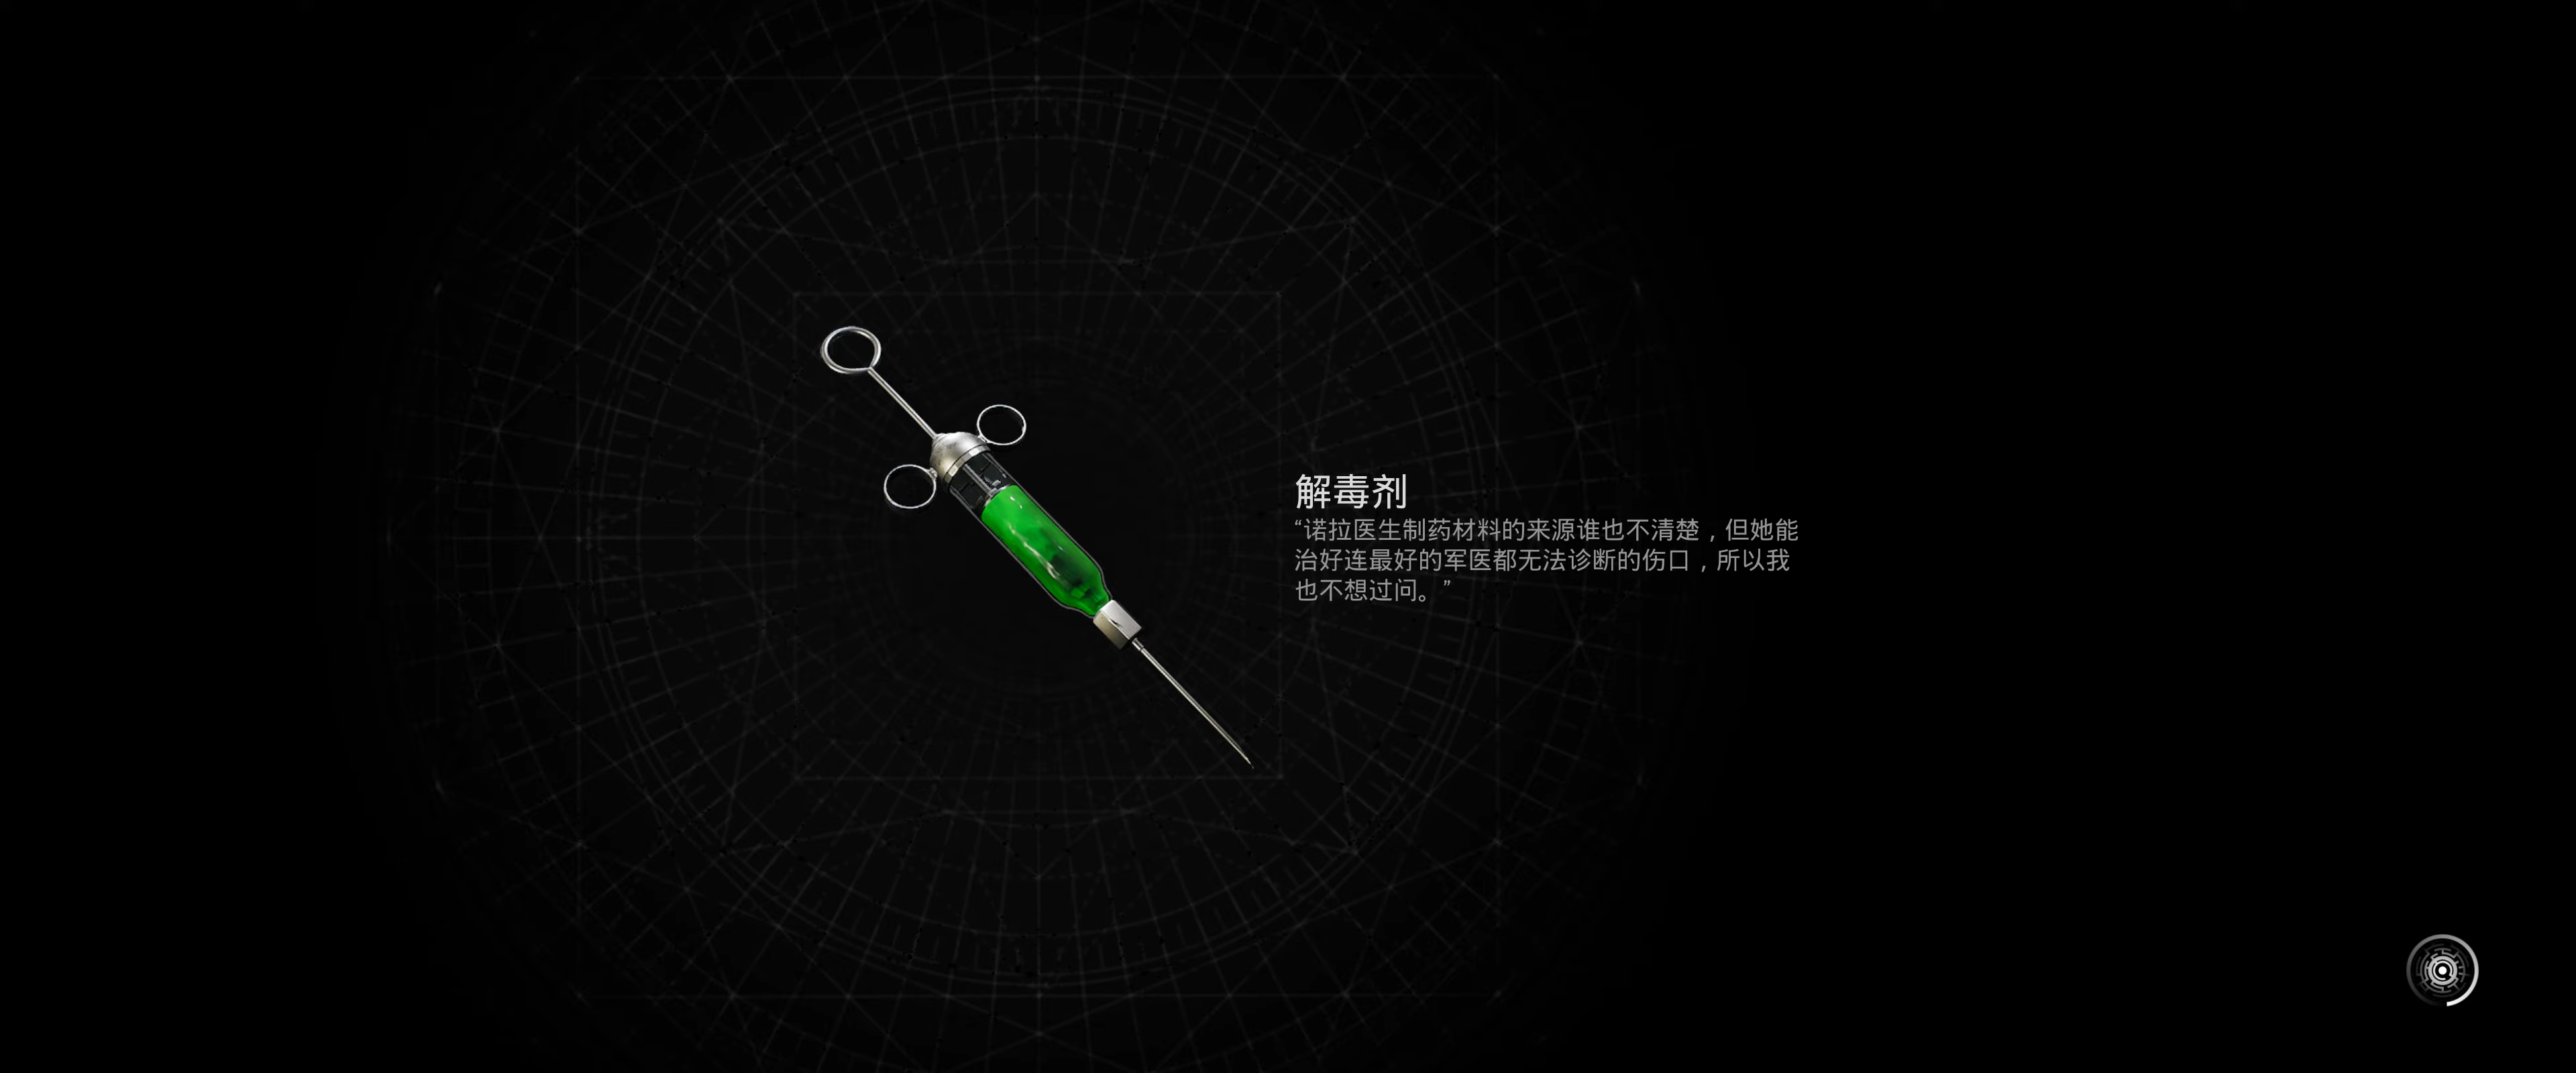 解毒剂
“诺拉医生制药材料的来源谁也不清楚，但她能
治好连最好的军医都无法诊断的伤口，所以我
也不想过问。”